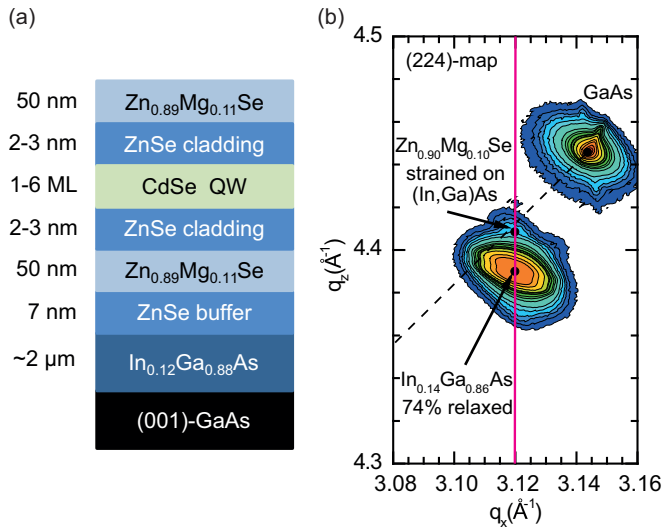 (a)
50 nm Zn0.89Mg0.11Se
2-3 nm ZnSe cladding
1-6 ML CdSe QW
2-3 nm ZnSe cladding
50 nm Zn0.89Mg0.11Se
7 nm ZnSe buffer
~2 µm In0.12Ga0.88As
(001)-GaAs
(b)
4.5
4.4
4.3
qz(Å-1)
(224)-map
GaAs
Zn0.90Mg0.10Se
strained on
(In,Ga)As
In0.14Ga0.86As
74% relaxed
3.08 3.10 3.12 3.14 3.16
qx(Å-1)